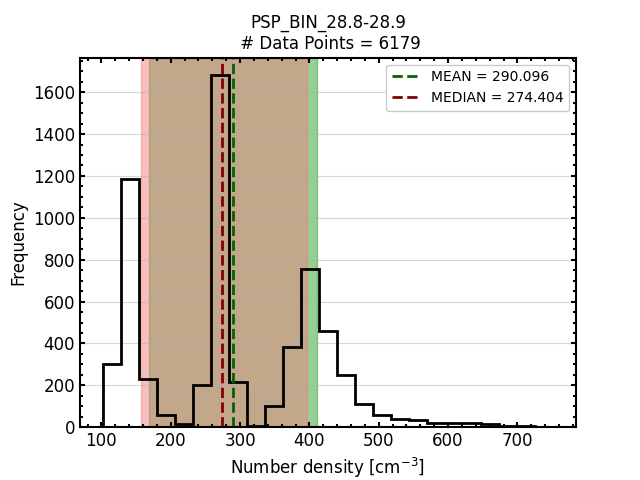 PSP_BIN_28.8-28.9
# Data Points = 6179
MEAN = 290.096
MEDIAN = 274.404
Frequency
1600
1400
1200
1000
800
600
400
200
0
100 200 300 400 500 600 700
Number density [cm⁻³]